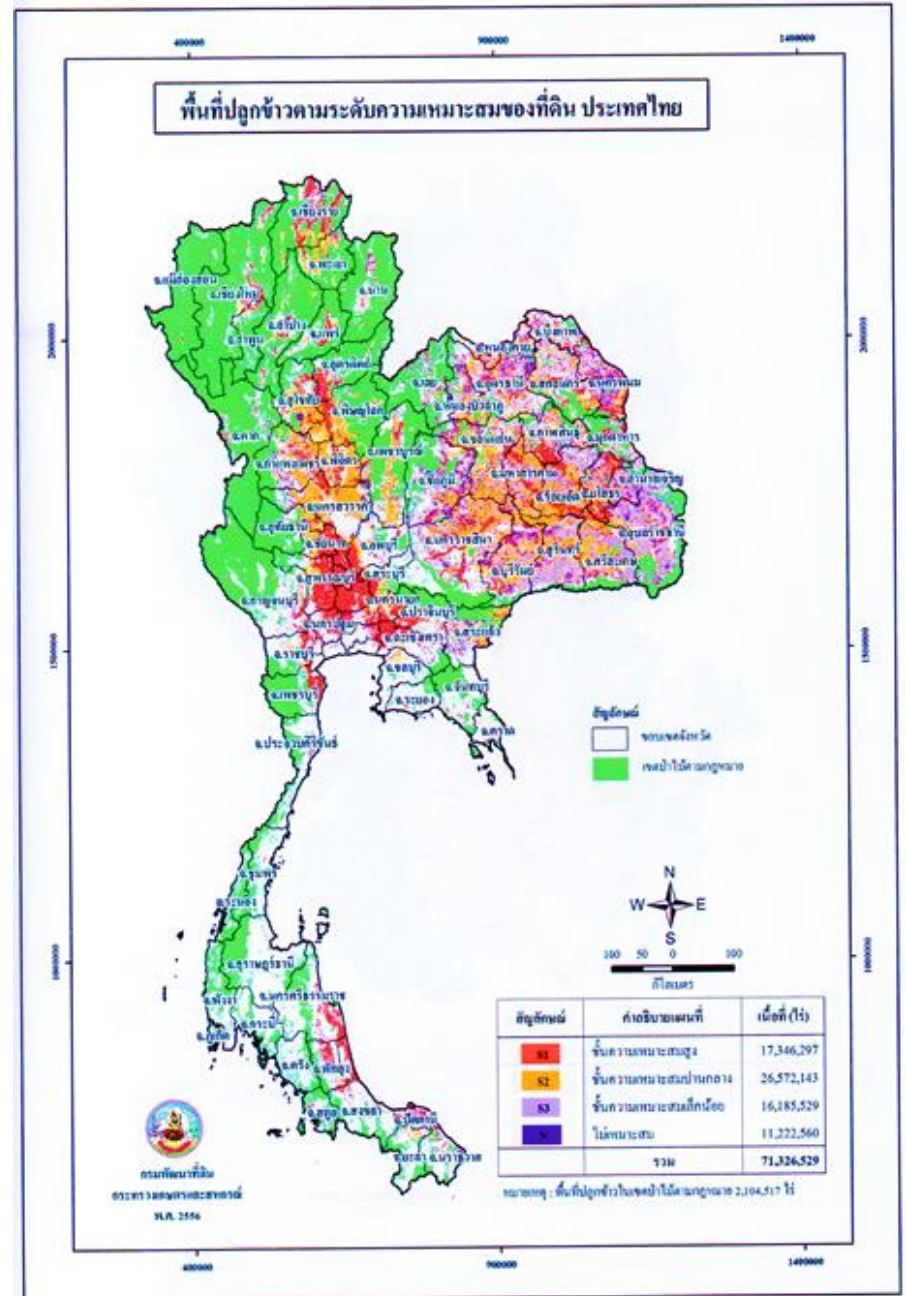 400000 900000 1400000
พื้นที่ปลูกข้าวตามระดับความเหมาะสมของที่ดิน ประเทศไทย
จ.เชียงราย
จ.พะเยา
จ.แม่ฮ่องสอน
จ.เชียงใหม่
จ.น่าน
จ.ลำปาง
จ.แพร่
จ.ลำพูน
2000000 2000000
จ.อุตรดิตถ์
จ.บึงกาฬ
จ.หนองคาย
จ.เลย
จ.อุดรธานี
จ.สกลนคร
จ.นครพนม
จ.สุโขทัย
จ.พิษณุโลก
จ.หนองบัวลำภู
จ.ตาก
จ.เพชรบูรณ์
จ.ขอนแก่น
จ.กาฬสินธุ์
จ.มุกดาหาร
จ.กำแพงเพชร
จ.พิจิตร
จ.ชัยภูมิ
จ.มหาสารคาม
จ.อำนาจเจริญ
จ.ร้อยเอ็ด
จ.ยโสธร
จ.นครสวรรค์
จ.อุทัยธานี
จ.ชัยนาท
จ.ลพบุรี
จ.นครราชสีมา
จ.สุรินทร์
จ.อุบลราชธานี
จ.บุรีรัมย์
จ.ศรีสะเกษ
จ.สุพรรณบุรี
จ.สระบุรี
จ.กาญจนบุรี
จ.นครนายก
จ.ปราจีนบุรี
จ.นครปฐม
จ.ฉะเชิงเทรา
จ.สระแก้ว
1500000 1500000
จ.ราชบุรี
จ.ชลบุรี
จ.เพชรบุรี
จ.ระยอง
จ.จันทบุรี
จ.ตราด
จ.ประจวบคีรีขันธ์
สัญลักษณ์
ขอบเขตจังหวัด
เขตป่าไม้ตามกฎหมาย
จ.ชุมพร
จ.ระนอง
N
W E
S
100 50 0 100
กิโลเมตร
1000000 1000000
จ.สุราษฎร์ธานี
จ.พังงา
จ.นครศรีธรรมราช
จ.กระบี่
จ.ภูเก็ต
จ.ตรัง
จ.พัทลุง
จ.สตูล
จ.สงขลา
จ.ปัตตานี
จ.ยะลา
จ.นราธิวาส
สัญลักษณ์ คำอธิบายแผนที่ เนื้อที่ (ไร่)
S1 ชั้นความเหมาะสมสูง 17,346,297
S2 ชั้นความเหมาะสมปานกลาง 26,572,143
S3 ชั้นความเหมาะสมเล็กน้อย 16,185,529
N ไม่เหมาะสม 11,222,560
รวม 71,326,529
หมายเหตุ : พื้นที่ปลูกข้าวในเขตป่าไม้ตามกฎหมาย 2,104,517 ไร่
กรมพัฒนาที่ดิน
กระทรวงเกษตรและสหกรณ์
พ.ศ. 2556
400000 900000 1400000